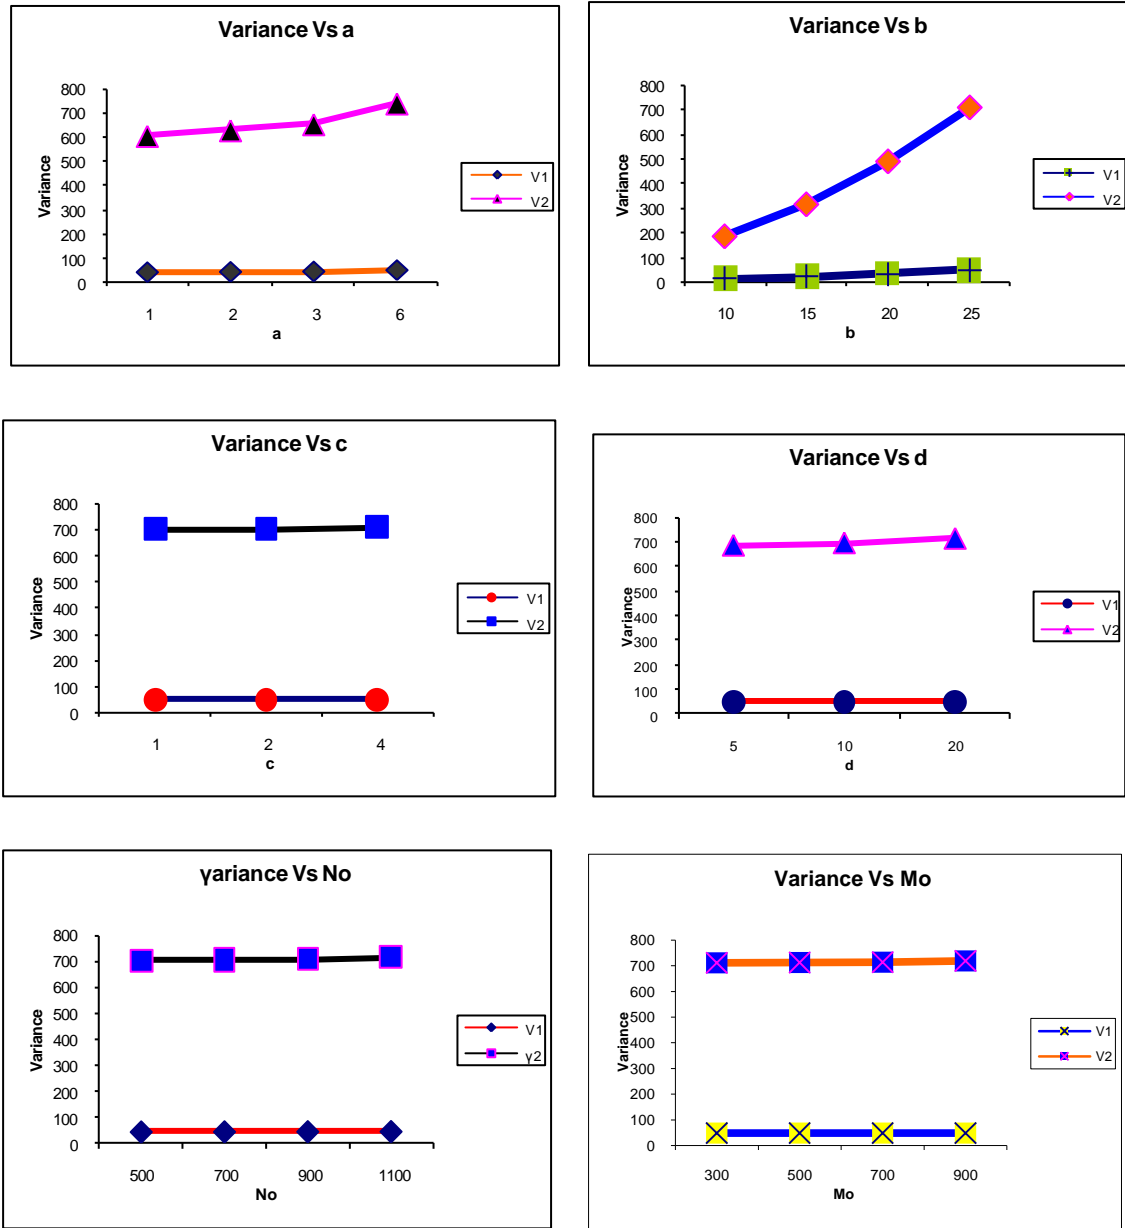 Variance Vs a
800
700
600
500
400
300
200
100
0
Variance
1 2 3 6
a
V1
V2
Variance Vs b
800
700
600
500
400
300
200
100
0
Variance
10 15 20 25
b
V1
V2
Variance Vs c
800
700
600
500
400
300
200
100
0
Variance
1 2 4
c
V1
V2
Variance Vs d
800
700
600
500
400
300
200
100
0
Variance
5 10 20
d
V1
V2
γariance Vs No
800
700
600
500
400
300
200
100
0
Variance
500 700 900 1100
No
V1
γ2
Variance Vs Mo
800
700
600
500
400
300
200
100
0
Variance
300 500 700 900
Mo
V1
V2